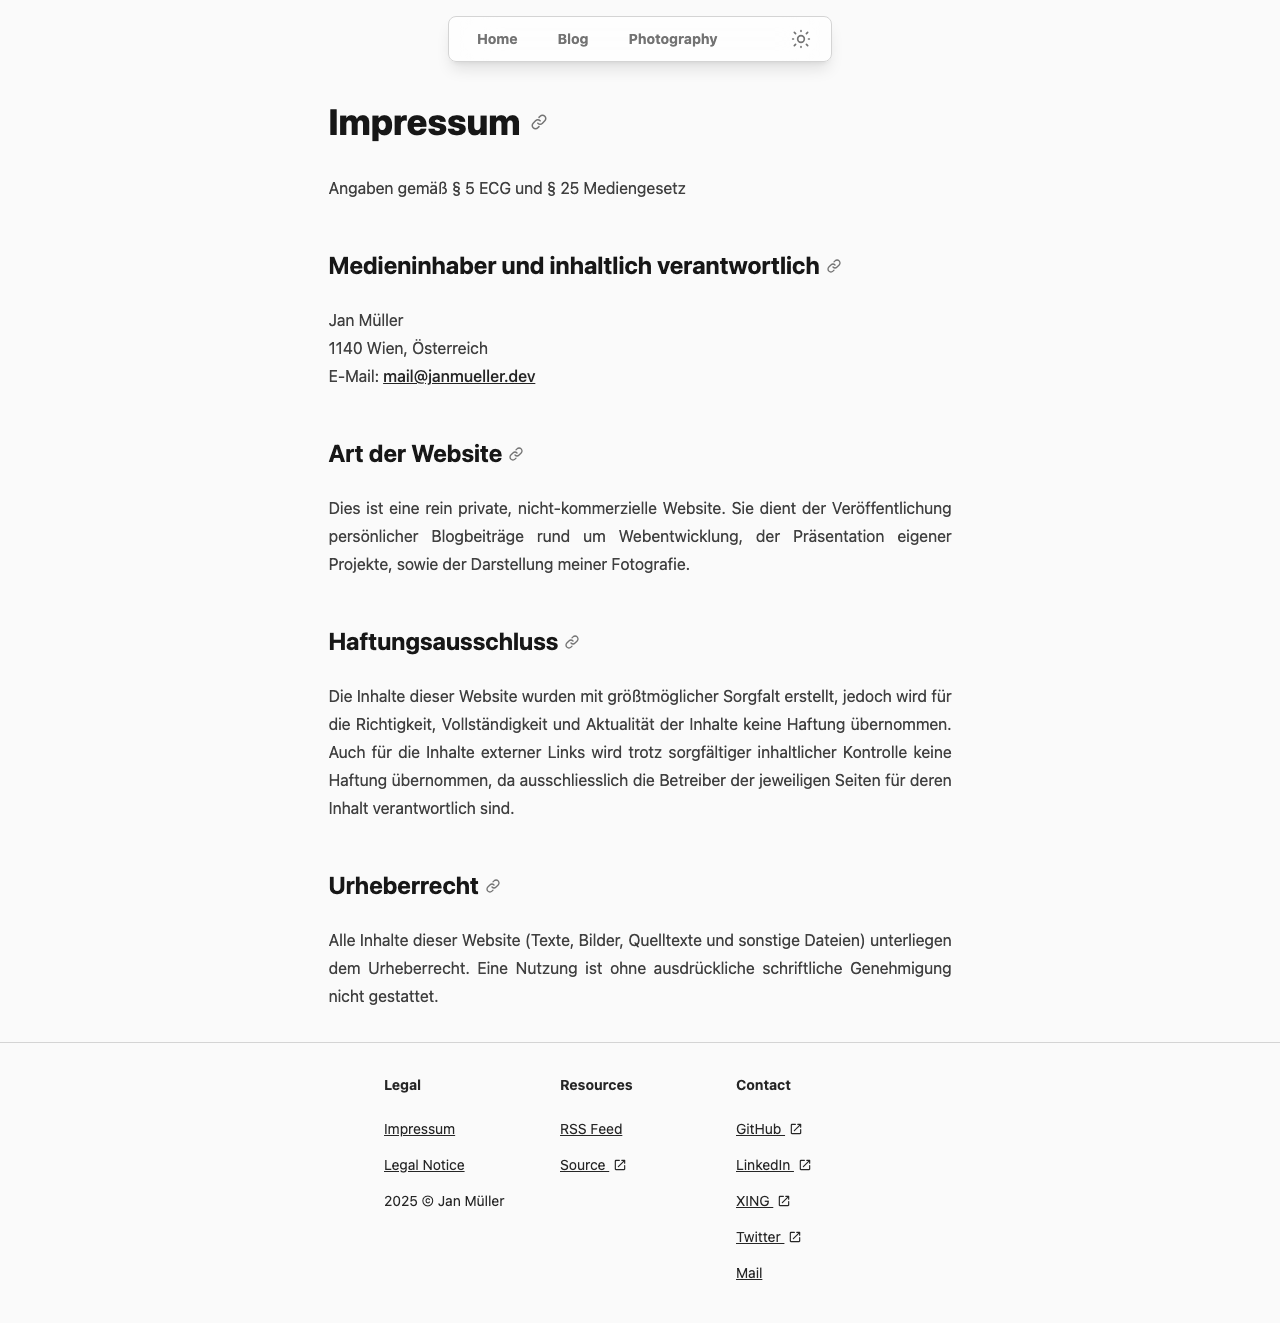 Home Blog Photography
Impressum
Angaben gemäß § 5 ECG und § 25 Mediengesetz
Medieninhaber und inhaltlich verantwortlich
Jan Müller
1140 Wien, Österreich
E-Mail: mail@janmueller.dev
Art der Website
Dies ist eine rein private, nicht-kommerzielle Website. Sie dient der Veröffentlichung
persönlicher Blogbeiträge rund um Webentwicklung, der Präsentation eigener
Projekte, sowie der Darstellung meiner Fotografie.
Haftungsausschluss
Die Inhalte dieser Website wurden mit größtmöglicher Sorgfalt erstellt, jedoch wird für
die Richtigkeit, Vollständigkeit und Aktualität der Inhalte keine Haftung übernommen.
Auch für die Inhalte externer Links wird trotz sorgfältiger inhaltlicher Kontrolle keine
Haftung übernommen, da ausschliesslich die Betreiber der jeweiligen Seiten für deren
Inhalt verantwortlich sind.
Urheberrecht
Alle Inhalte dieser Website (Texte, Bilder, Quelltexte und sonstige Dateien) unterliegen
dem Urheberrecht. Eine Nutzung ist ohne ausdrückliche schriftliche Genehmigung
nicht gestattet.
Legal
Impressum
Legal Notice
2025 © Jan Müller
Resources
RSS Feed
Source
Contact
GitHub
LinkedIn
XING
Twitter
Mail